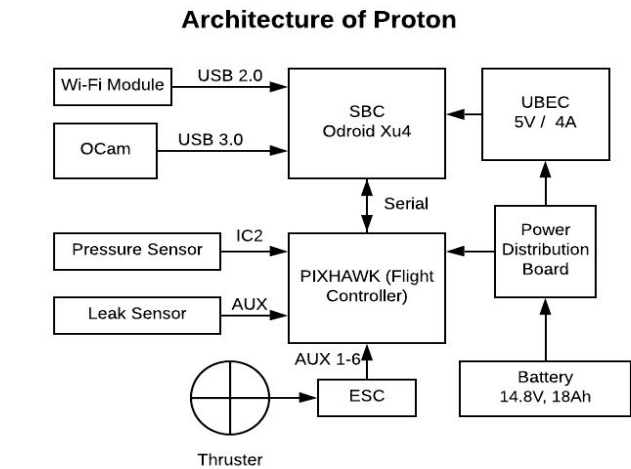 Architecture of Proton
Wi-Fi Module
USB 2.0
SBC
Odroid Xu4
UBEC
5V / 4A
OCam
USB 3.0
Serial
Power
Distribution
Board
Pressure Sensor
IC2
PIXHAWK (Flight
Controller)
Leak Sensor
AUX
AUX 1-6
ESC
Battery
14.8V, 18Ah
Thruster